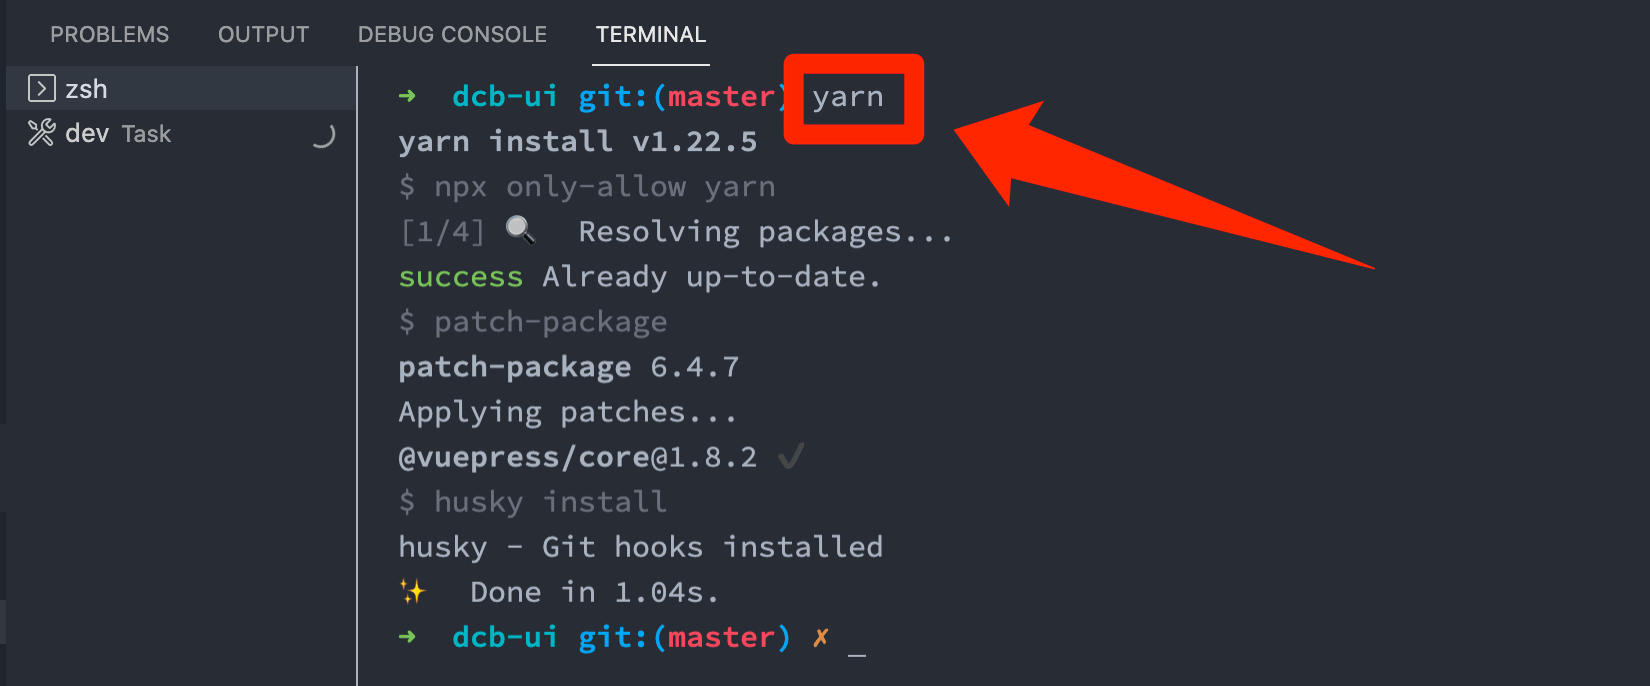 PROBLEMS OUTPUT DEBUG CONSOLE TERMINAL
zsh
dev Task
➜ dcb-ui git:(master) yarn
yarn install v1.22.5
$ npx only-allow yarn
[1/4] 🔍 Resolving packages...
success Already up-to-date.
$ patch-package
patch-package 6.4.7
Applying patches...
@vuepress/core@1.8.2 ✔
$ husky install
husky - Git hooks installed
✨ Done in 1.04s.
➜ dcb-ui git:(master) ✗ _